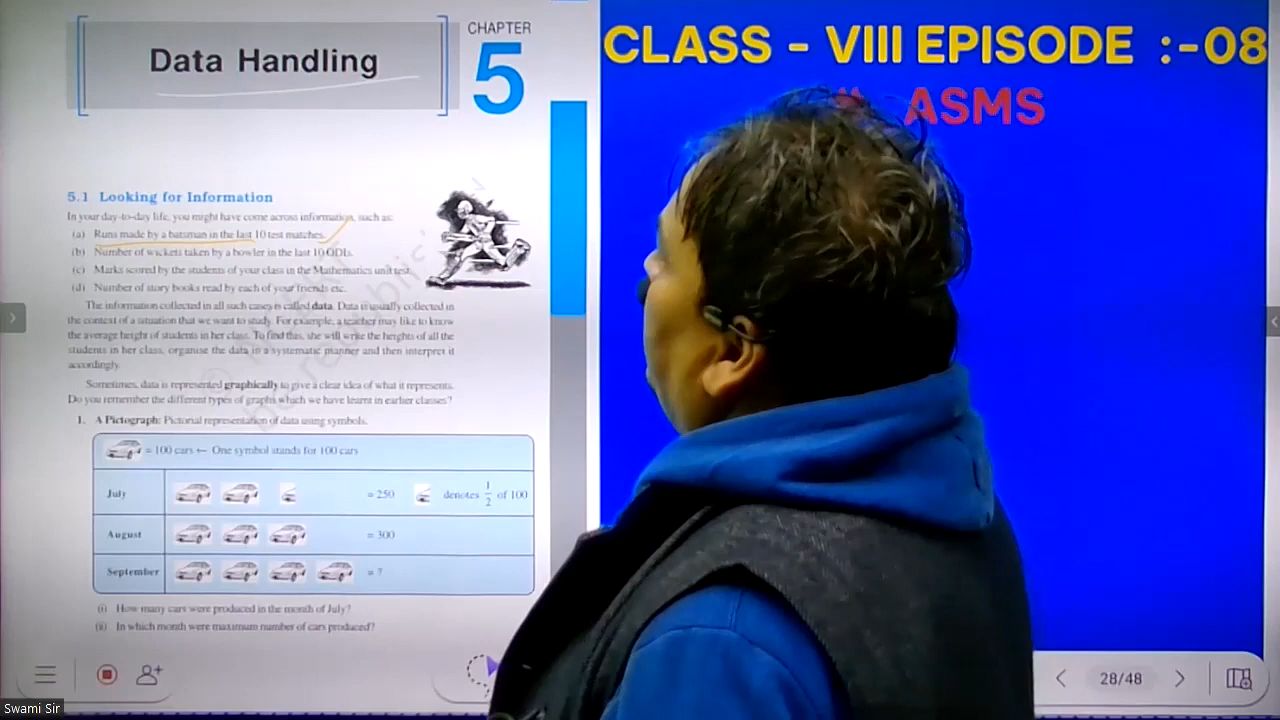 Data Handling
CHAPTER
5
CLASS - VIII EPISODE :-08
ASMS
5.1 Looking for Information
In your day-to-day life, you might have come across information, such as:
(a) Runs made by a batsman in the last 10 test matches.
(b) Number of wickets taken by a bowler in the last 10 ODIs.
(c) Marks scored by the students of your class in the Mathematics unit test.
(d) Number of story books read by each of your friends etc.
The information collected in all such cases is called data. Data is usually collected in
the context of a situation that we want to study. For example, a teacher may like to know
the average height of students in her class. To find this, she will write the heights of all the
students in her class, organise the data in a systematic manner and then interpret it
accordingly.
Sometimes, data is represented graphically to give a clear idea of what it represents.
Do you remember the different types of graphs which we have learnt in earlier classes?
1. A Pictograph: Pictorial representation of data using symbols.
= 100 cars ← One symbol stands for 100 cars
July = 250 denotes 1/2 of 100
August = 300
September = ?
(i) How many cars were produced in the month of July?
(ii) In which month were maximum number of cars produced?
28/48
Swami Sir